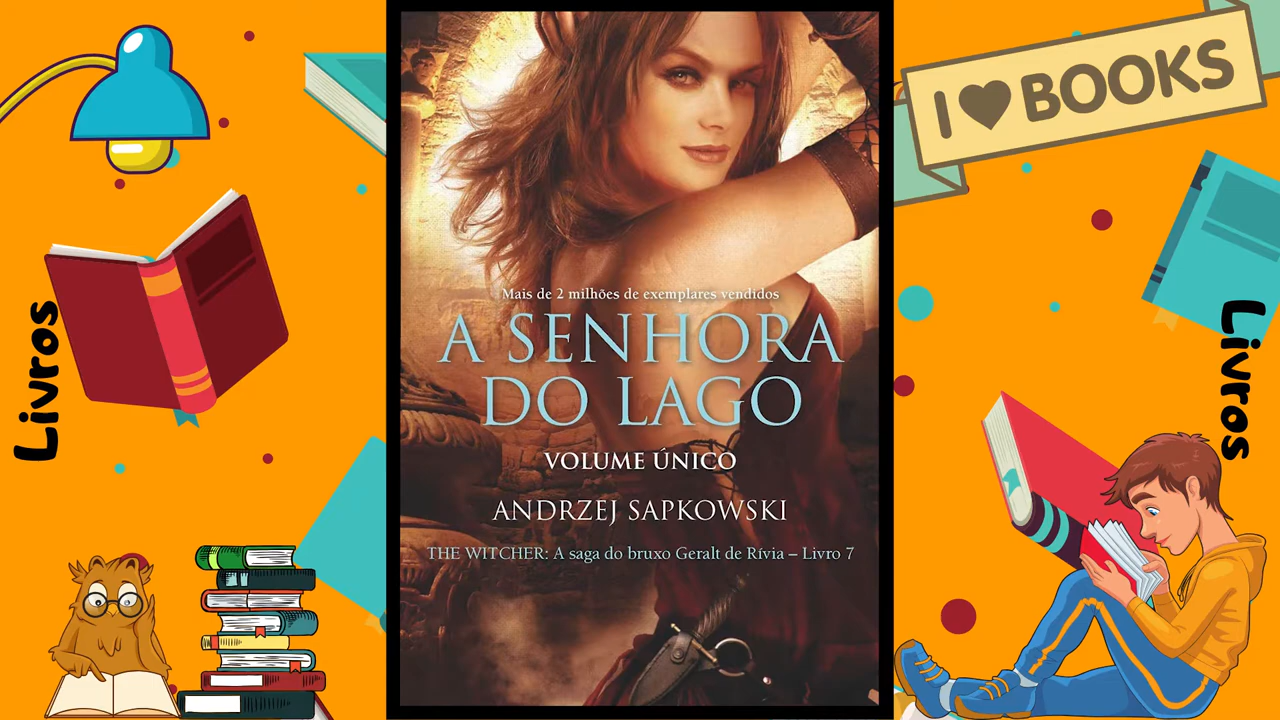 Livros
Mais de 2 milhões de exemplares vendidos
A SENHORA
DO LAGO
VOLUME ÚNICO
ANDRZEJ SAPKOWSKI
THE WITCHER: A saga do bruxo Geralt de Rívia – Livro 7
I BOOKS
Livros